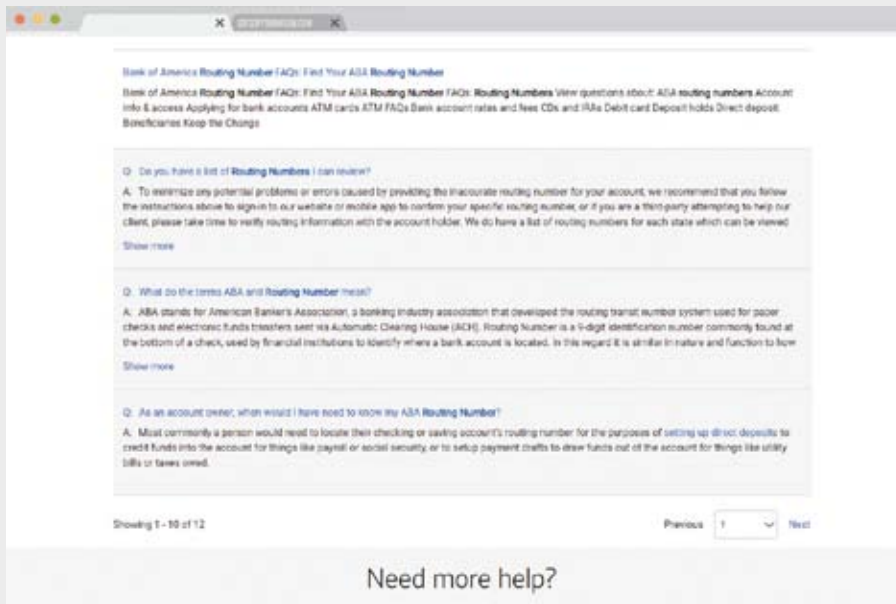 Bank of America Routing Number FAQs: Find Your ABA Routing Number
Bank of America Routing Number FAQs: Find Your ABA Routing Number FAQs: Routing Numbers View questions about: ABA routing numbers Account
info & access Applying for bank accounts ATM cards ATM FAQs Bank account rates and fees CDs and IRAs Debit card Deposit holds Direct deposit
Beneficiaries Keep the Change
Q: Do you have a list of Routing Numbers I can review?
A: To minimize any potential problems or errors caused by providing the inaccurate routing number for your account, we recommend that you follow
the instructions above to sign-in to our website or mobile app to confirm your specific routing number, or if you are a third-party attempting to help our
client, please take time to verify routing information with the account holder. We do have a list of routing numbers for each state which can be viewed
Show more
Q: What do the terms ABA and Routing Number mean?
A: ABA stands for American Banker's Association, a banking industry association that developed the routing transit number system used for paper
checks and electronic funds transfers sent via Automatic Clearing House (ACH). Routing Number is a 9-digit identification number commonly found at
the bottom of a check, used by financial institutions to identify where a bank account is located. In this regard it is similar in nature and function to how
Show more
Q: As an account owner, when would I have need to know my ABA Routing Number?
A: Most commonly a person would need to locate their checking or saving account's routing number for the purposes of setting up direct deposits to
credit funds into the account for things like payroll or social security, or to setup payment drafts to draw funds out of the account for things like utility
bills or taxes owed.
Showing 1 - 10 of 12
Previous 1 Next
Need more help?